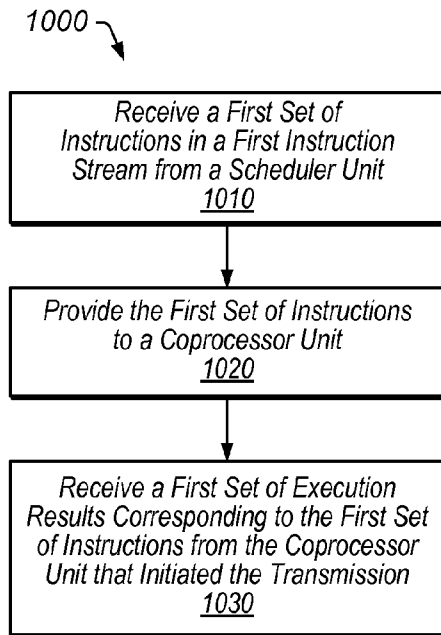 1000
Receive a First Set of
Instructions in a First Instruction
Stream from a Scheduler Unit
1010
Provide the First Set of Instructions
to a Coprocessor Unit
1020
Receive a First Set of Execution
Results Corresponding to the First Set
of Instructions from the Coprocessor
Unit that Initiated the Transmission
1030